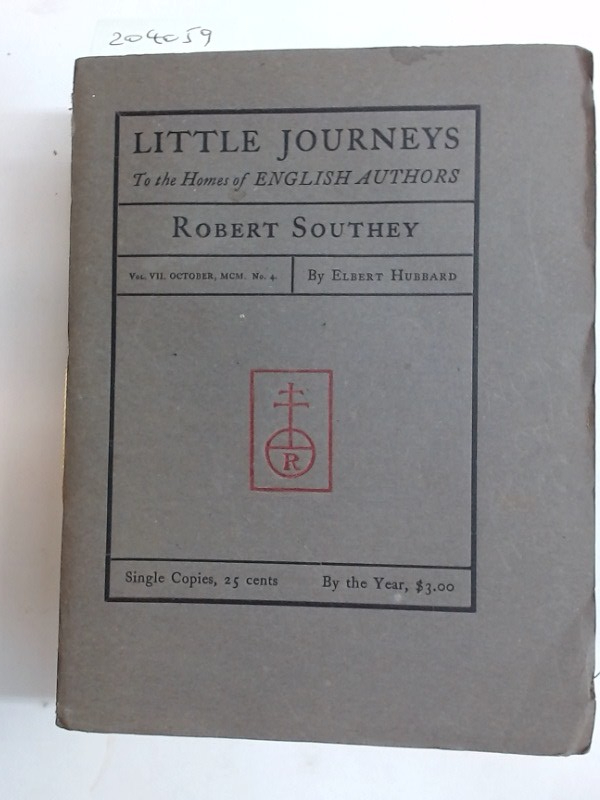 204059
LITTLE JOURNEYS
To the Homes of ENGLISH AUTHORS
ROBERT SOUTHEY
VOL. VII. OCTOBER, MCM. No. 4.
By ELBERT HUBBARD
R
Single Copies, 25 cents
By the Year, $3.00